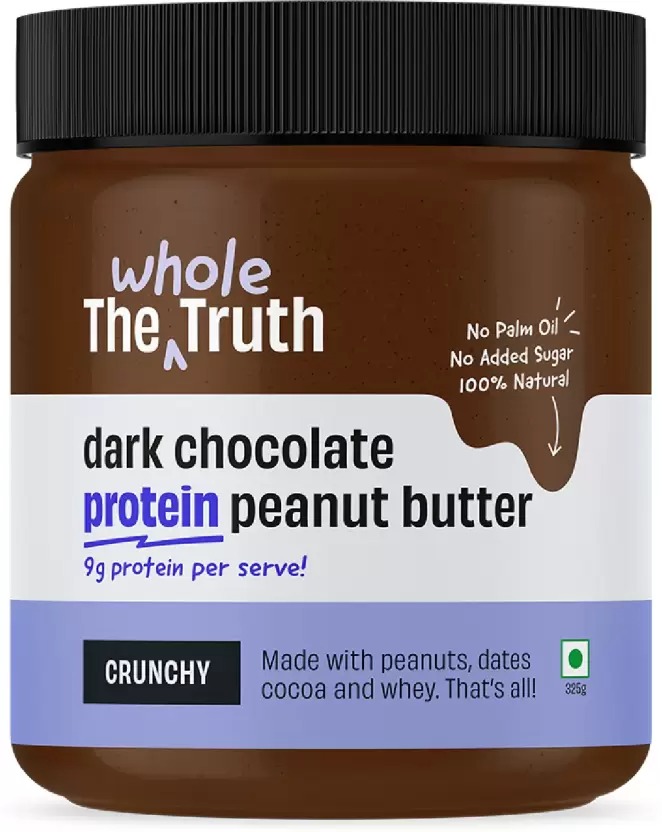 whole
The Truth
No Palm Oil
No Added Sugar
100% Natural
dark chocolate
protein peanut butter
9g protein per serve!
CRUNCHY
Made with peanuts, dates
cocoa and whey. That's all!
325g